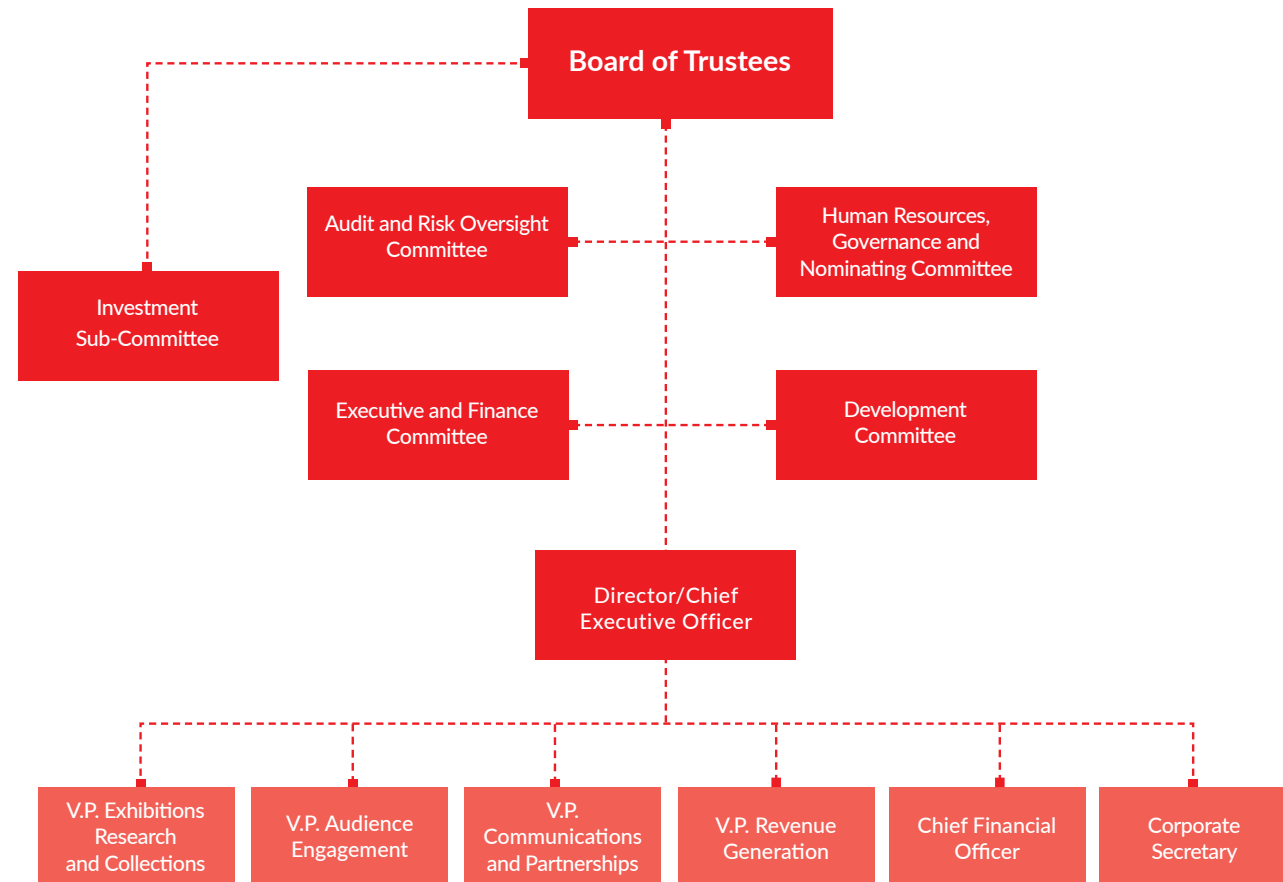 Board of Trustees
Audit and Risk Oversight
Committee
Human Resources,
Governance and
Nominating Committee
Investment
Sub-Committee
Executive and Finance
Committee
Development
Committee
Director/Chief
Executive Officer
V.P. Exhibitions
Research
and Collections
V.P. Audience
Engagement
V.P.
Communications
and Partnerships
V.P. Revenue
Generation
Chief Financial
Officer
Corporate
Secretary